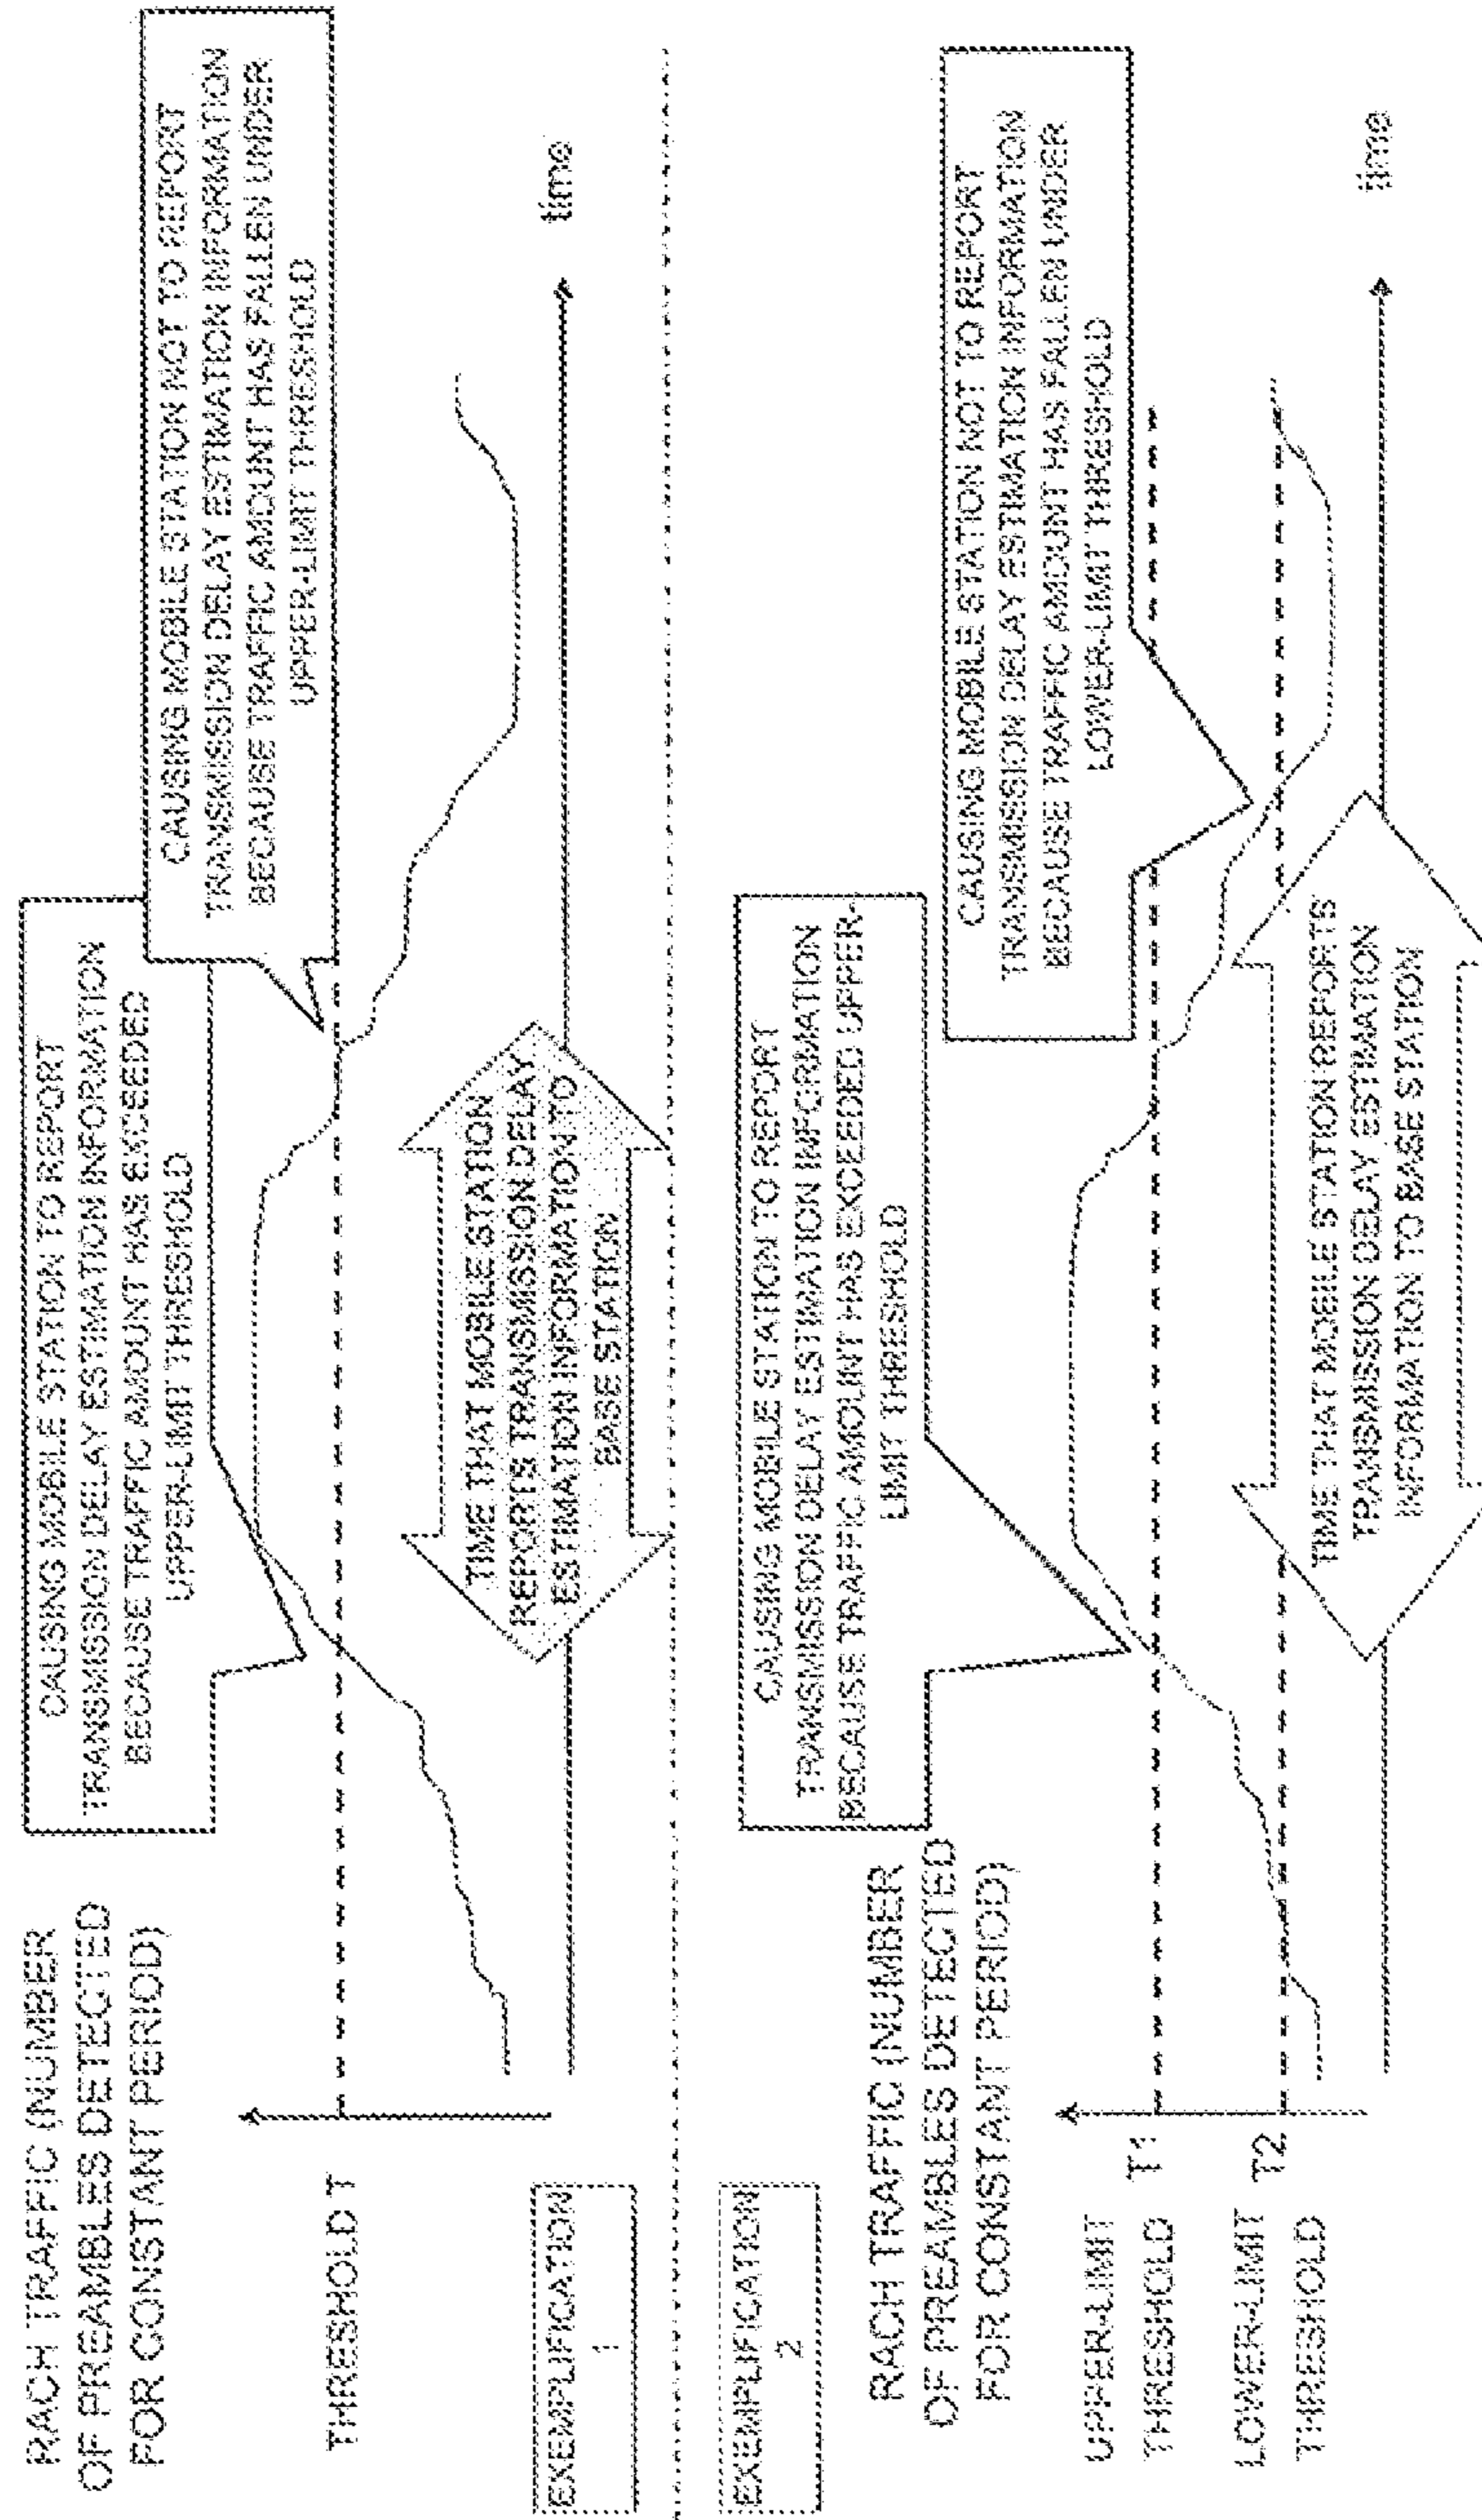 RACH TRAFFIC (NUMBER
OF PREAMBLES DETECTED
FOR CONSTANT PERIOD)
CAUSING MOBILE STATION TO REPORT
TRANSMISSION DELAY ESTIMATION INFORMATION
BECAUSE TRAFFIC AMOUNT HAS EXCEEDED
UPPER-LIMIT THRESHOLD
CAUSING MOBILE STATION NOT TO REPORT
TRANSMISSION DELAY ESTIMATION INFORMATION
BECAUSE TRAFFIC AMOUNT HAS FALLEN UNDER
UPPER-LIMIT THRESHOLD
THRESHOLD T
TIME THAT MOBILE STATION
REPORTS TRANSMISSION DELAY
ESTIMATION INFORMATION TO
BASE STATION
time
EXEMPLIFICATION
1
EXEMPLIFICATION
2
RACH TRAFFIC (NUMBER
OF PREAMBLES DETECTED
FOR CONSTANT PERIOD)
CAUSING MOBILE STATION TO REPORT
TRANSMISSION DELAY ESTIMATION INFORMATION
BECAUSE TRAFFIC AMOUNT HAS EXCEEDED UPPER-
LIMIT THRESHOLD
CAUSING MOBILE STATION NOT TO REPORT
TRANSMISSION DELAY ESTIMATION INFORMATION
BECAUSE TRAFFIC AMOUNT HAS FALLEN UNDER
LOWER-LIMIT THRESHOLD
UPPER-LIMIT
THRESHOLD T1
LOWER-LIMIT T2
THRESHOLD
TIME THAT MOBILE STATION REPORTS
TRANSMISSION DELAY ESTIMATION
INFORMATION TO BASE STATION
time